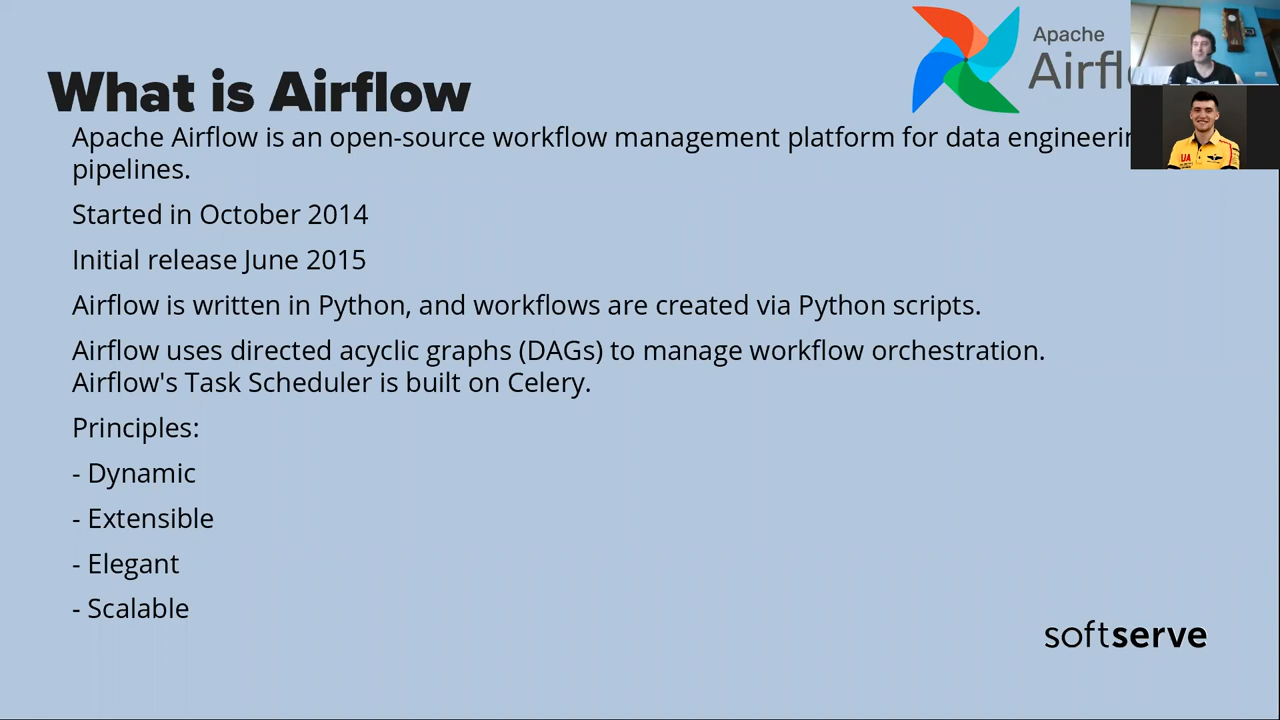 Apache
Airfl
What is Airflow
Apache Airflow is an open-source workflow management platform for data
pipelines.
Started in October 2014
Initial release June 2015
Airflow is written in Python, and workflows are created via Python scripts.
Airflow uses directed acyclic graphs (DAGs) to manage workflow orchestration.
Airflow's Task Scheduler is built on Celery.
Principles:
- Dynamic
- Extensible
- Elegant
- Scalable
UA
softserve